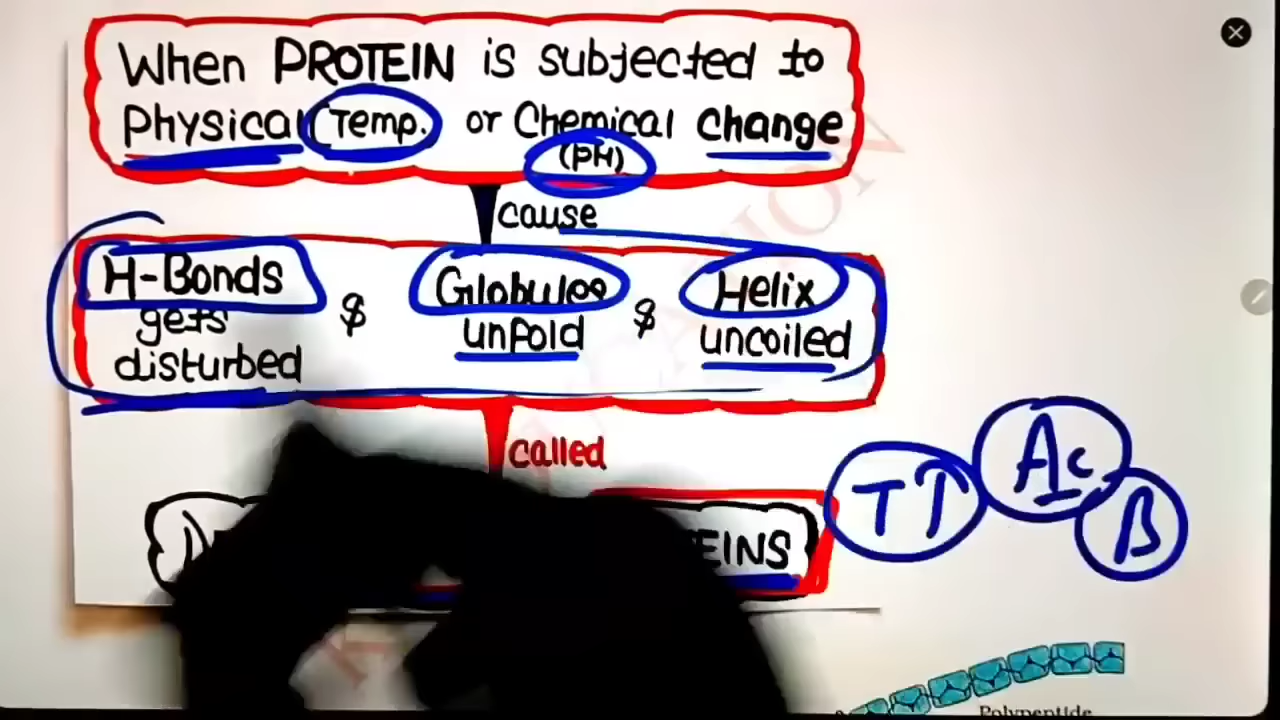 When PROTEIN is subjected to
Physical (Temp.) or Chemical change
(PH)
cause
H-Bonds
gets
disturbed
$
Globules
unfold
$
Helix
uncoiled
called
EINS
T↑
Ac
B
Polypeptide